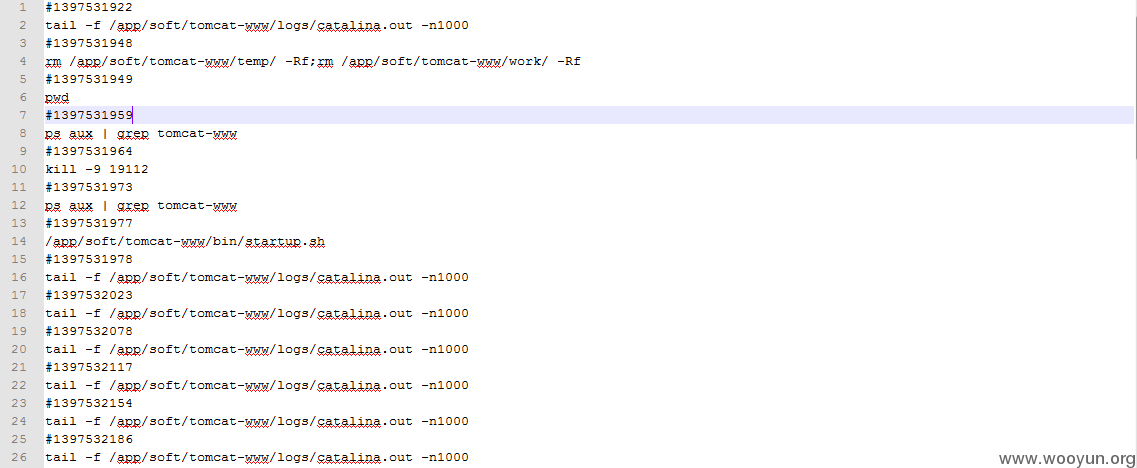 1 #1397531922
2 tail -f /app/soft/tomcat-www/logs/catalina.out -n1000
3 #1397531948
4 rm /app/soft/tomcat-www/temp/ -Rf;rm /app/soft/tomcat-www/work/ -Rf
5 #1397531949
6 pwd
7 #1397531959
8 ps aux | grep tomcat-www
9 #1397531964
10 kill -9 19112
11 #1397531973
12 ps aux | grep tomcat-www
13 #1397531977
14 /app/soft/tomcat-www/bin/startup.sh
15 #1397531978
16 tail -f /app/soft/tomcat-www/logs/catalina.out -n1000
17 #1397532023
18 tail -f /app/soft/tomcat-www/logs/catalina.out -n1000
19 #1397532078
20 tail -f /app/soft/tomcat-www/logs/catalina.out -n1000
21 #1397532117
22 tail -f /app/soft/tomcat-www/logs/catalina.out -n1000
23 #1397532154
24 tail -f /app/soft/tomcat-www/logs/catalina.out -n1000
25 #1397532186
26 tail -f /app/soft/tomcat-www/logs/catalina.out -n1000
www.wooyun.org